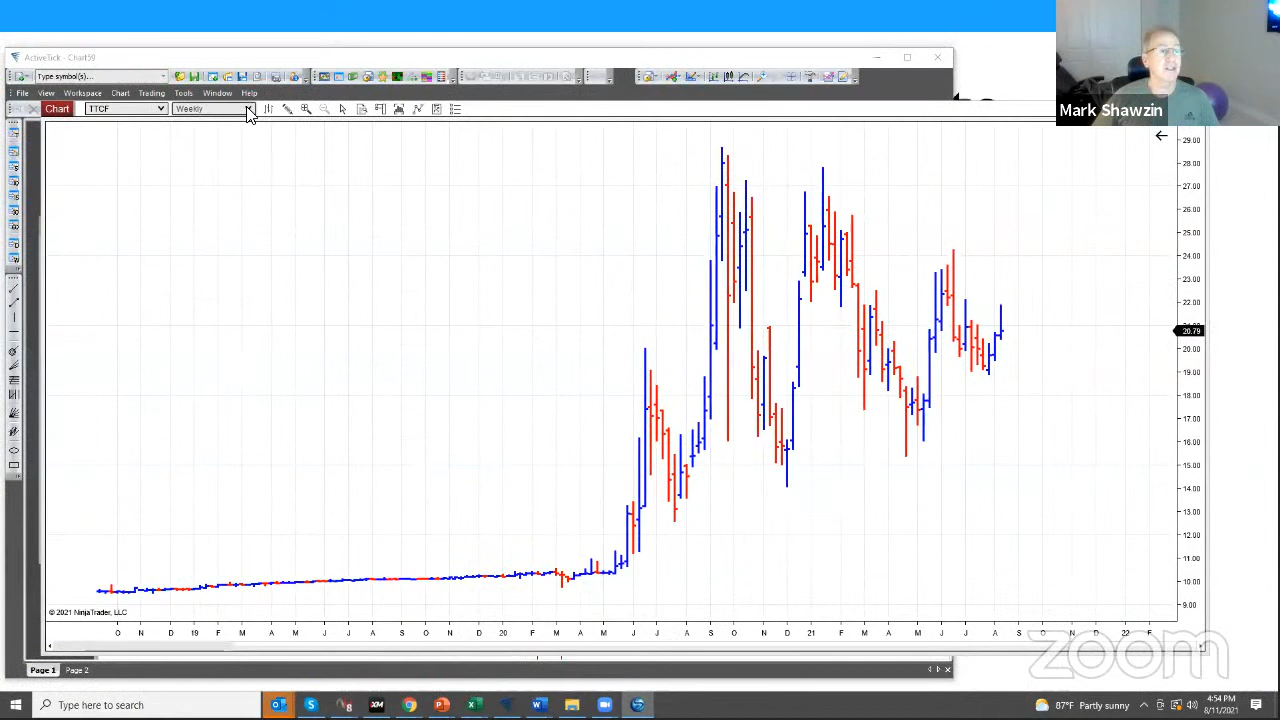 ActiveTick - Chart59
Type symbol(s)...
File View Workspace Chart Trading Tools Window Help
Chart TTCF Weekly
Mark Shawzin
29.00
28.00
27.00
26.00
25.00
24.00
23.00
22.00
20.79
20.00
19.00
18.00
17.00
16.00
15.00
14.00
13.00
12.00
11.00
10.00
9.00
© 2021 NinjaTrader, LLC
O N D 19 F M A M J J A S O N D 20 F M A M J J A S O N D 21 F M A M J J A S O N D 22 F
zoom
Page 1 Page 2
Type here to search
87°F Partly sunny
4:54 PM
8/11/2021